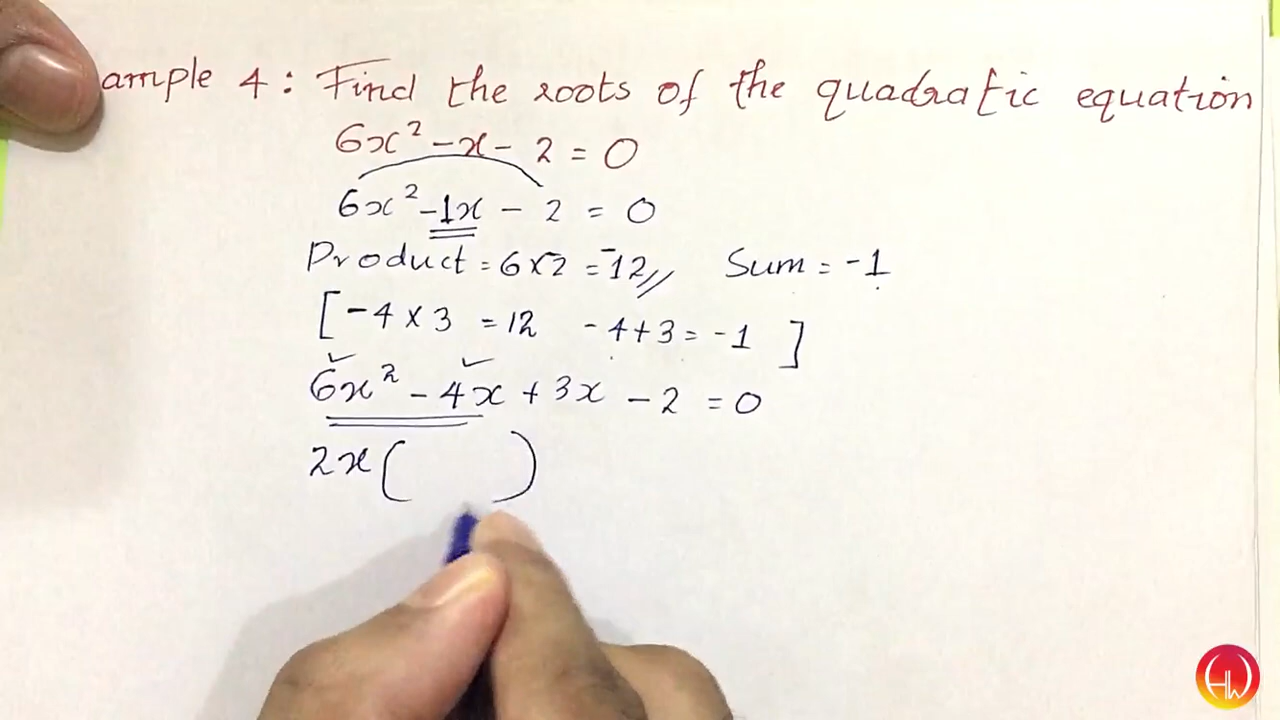 ample 4: Find the roots of the quadratic equation
6x² - x - 2 = 0
6x² - 1x - 2 = 0
Product = 6 x -2 = -12 // Sum = -1
[ -4 x 3 = 12 -4 + 3 = -1 ]
6x² - 4x + 3x - 2 = 0
2x ( )